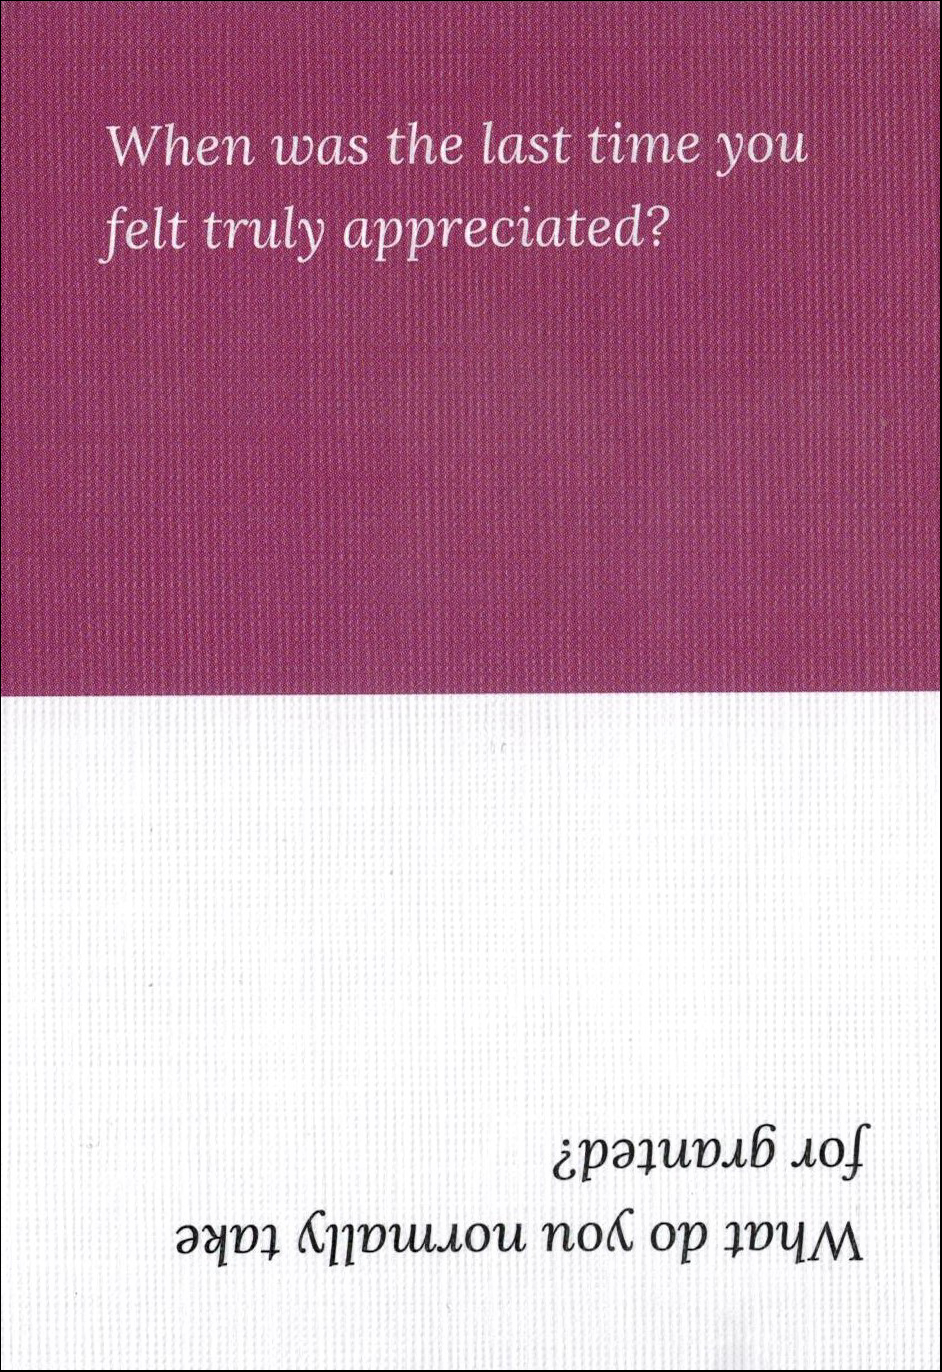 When was the last time you
felt truly appreciated?
What do you normally take
for granted?